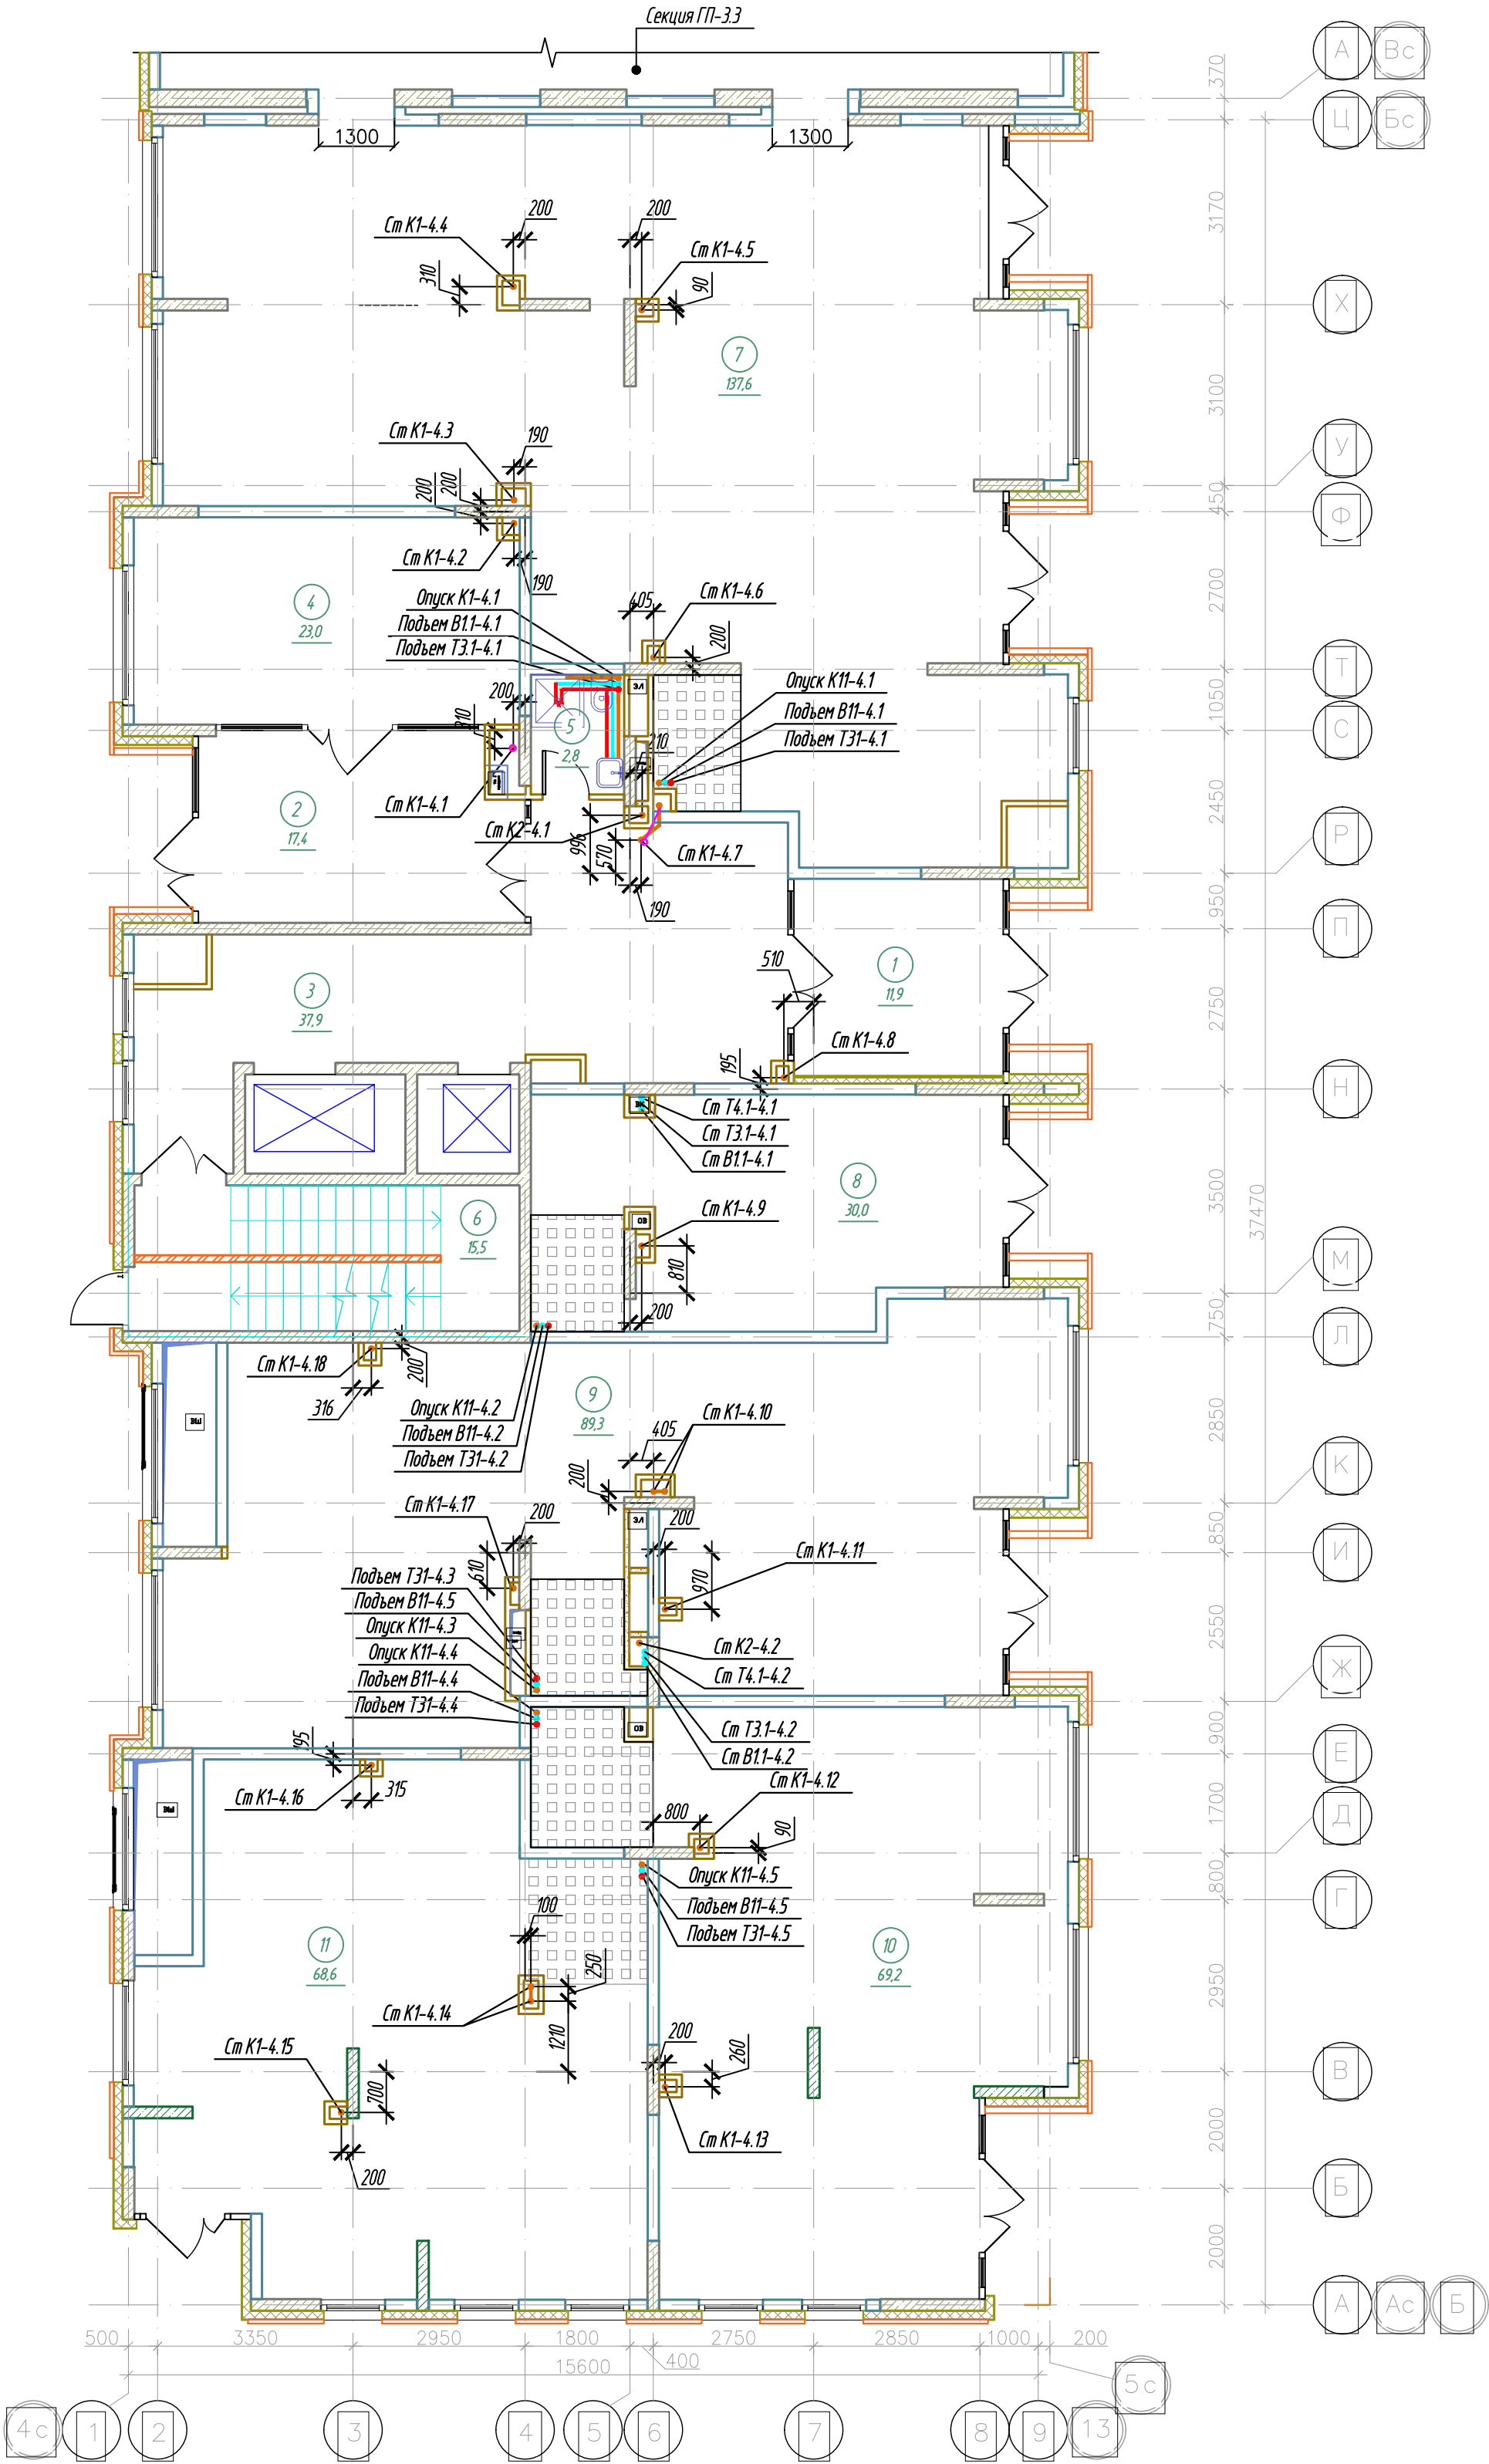 Секция ГП-3.3
А
Вс
370
Ц
Бс
1300
1300
3170
200
200
Ст К1-4.4
Ст К1-4.5
310
90
Х
7
137,6
3100
Ст К1-4.3
190
У
200
200
450
Ф
Ст К1-4.2
190
2700
4
23,0
Опуск К1-4.1
Подъем В1.1-4.1
Подъем Т3.1-4.1
405
Ст К1-4.6
200
Т
ЭЛ
200
310
5
2,8
210
Опуск К11-4.1
Подъем В11-4.1
Подъем Т31-4.1
1050
С
2
17,4
Ст К1-4.1
Ст К2-4.1
996
570
Ст К1-4.7
190
2450
Р
950
П
3
37,9
510
1
11,9
2750
Ст К1-4.8
195
Н
ВК
Ст Т4.1-4.1
Ст Т3.1-4.1
Ст В1.1-4.1
8
30,0
3500
37470
6
15,5
ОВ
Ст К1-4.9
810
200
М
750
Л
Ст К1-4.18
200
316
ВШ
9
89,3
Опуск К11-4.2
Подъем В11-4.2
Подъем Т31-4.2
Ст К1-4.10
405
200
2850
К
ЭЛ
Ст К1-4.17
200
200
610
Ст К1-4.11
970
850
И
Подъем Т31-4.3
Подъем В11-4.5
Опуск К11-4.3
Опуск К11-4.4
Подъем В11-4.4
Подъем Т31-4.4
Ст К2-4.2
Ст Т4.1-4.2
2550
Ж
ОВ
Ст Т3.1-4.2
Ст В1.1-4.2
900
Е
195
315
Ст К1-4.16
ВШ
Ст К1-4.12
800
90
1700
Д
Опуск К11-4.5
Подъем В11-4.5
Подъем Т31-4.5
800
Г
11
68,6
100
250
10
69,2
2950
Ст К1-4.14
1210
Ст К1-4.15
700
200
200
260
В
Ст К1-4.13
2000
Б
2000
А
Ас
Б
500
3350
2950
1800
2750
2850
1000
200
400
15600
5с
4с
1
2
3
4
5
6
7
8
9
13